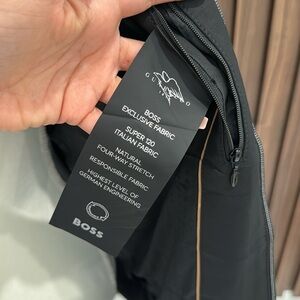 G O
BOSS
EXCLUSIVE FABRIC
SUPER 120
ITALIAN FABRIC
NATURAL
FOUR-WAY STRETCH
RESPONSIBLE FABRIC
HIGHEST LEVEL OF
GERMAN ENGINEERING
BOSS